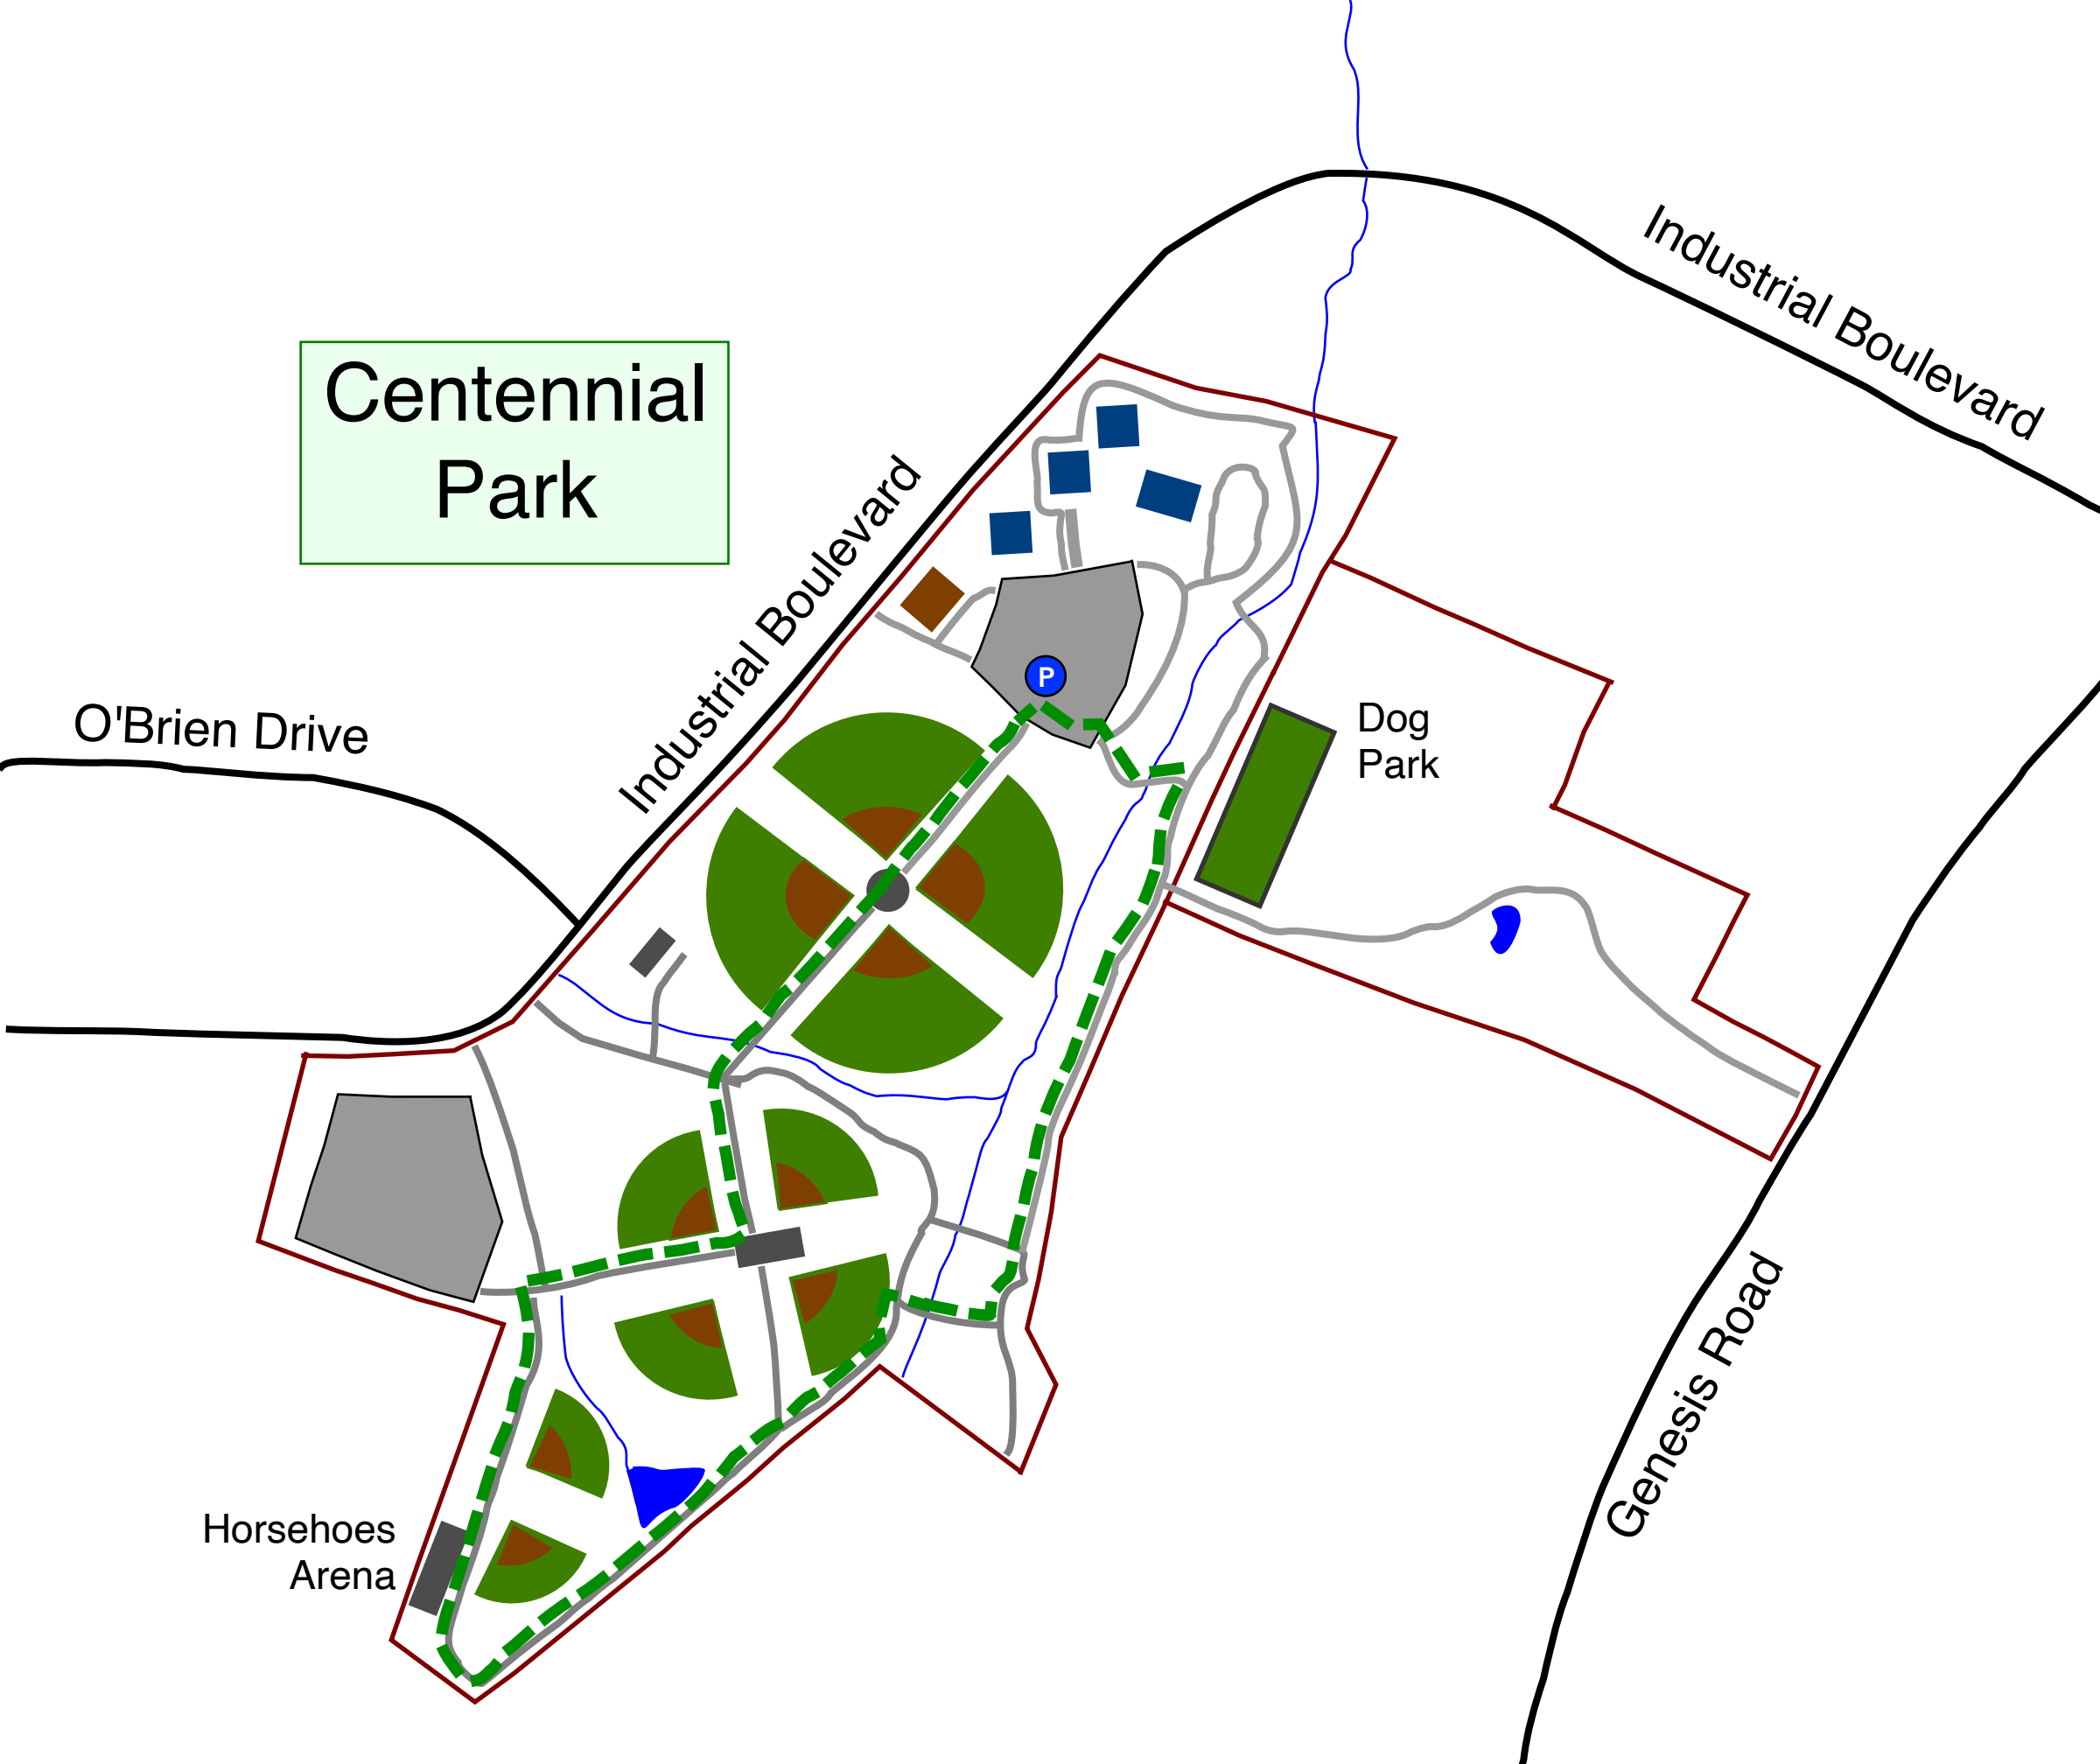 Industrial Boulevard
Centennial
Park
Industrial Boulevard
O'Brien Drive
P
Dog
Park
Genesis Road
Horsehoes
Arena